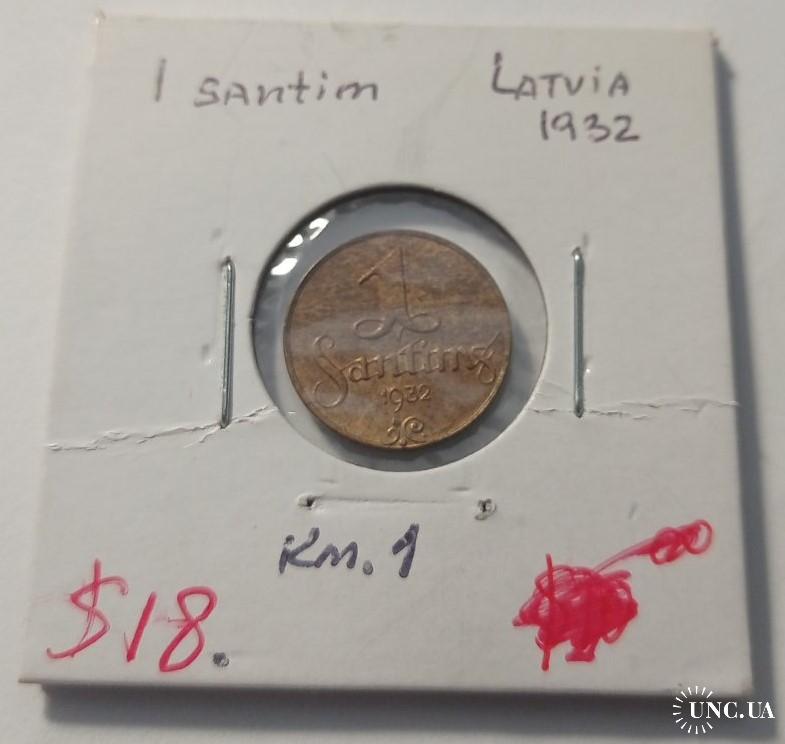 1 SANTIM
LATVIA
1932
1
Santims
1932
KM. 1
$18.
UNC.UA